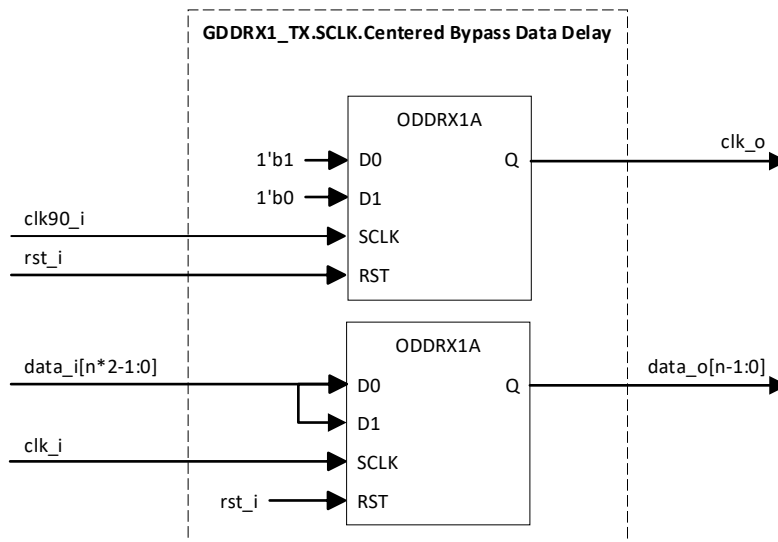 GDDRX1_TX.SCLK.Centered Bypass Data Delay
ODDRX1A
clk_o
1'b1
D0
Q
1'b0
D1
clk90_i
SCLK
rst_i
RST
ODDRX1A
data_i[n*2-1:0]
D0
Q
data_o[n-1:0]
D1
clk_i
SCLK
rst_i
RST